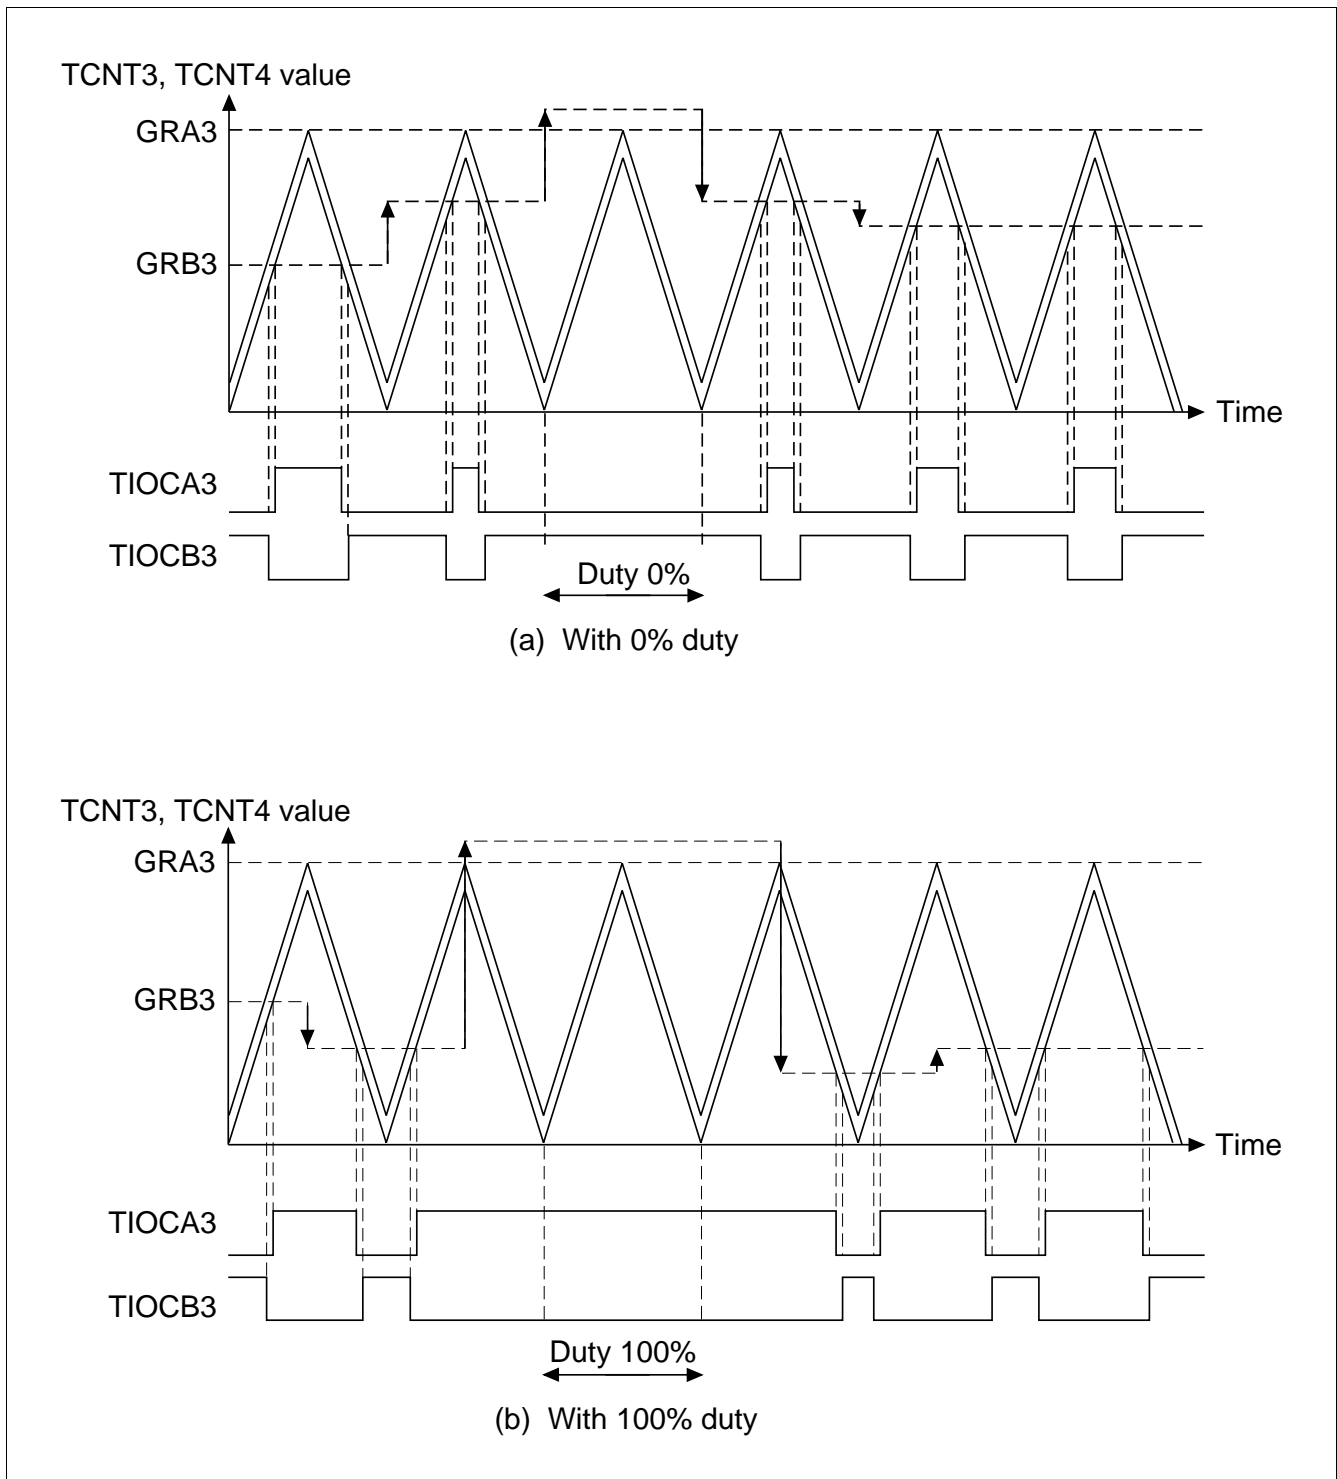 TCNT3, TCNT4 value
GRA3
GRB3
Time
TIOCA3
TIOCB3
Duty 0%
(a) With 0% duty
TCNT3, TCNT4 value
GRA3
GRB3
Time
TIOCA3
TIOCB3
Duty 100%
(b) With 100% duty